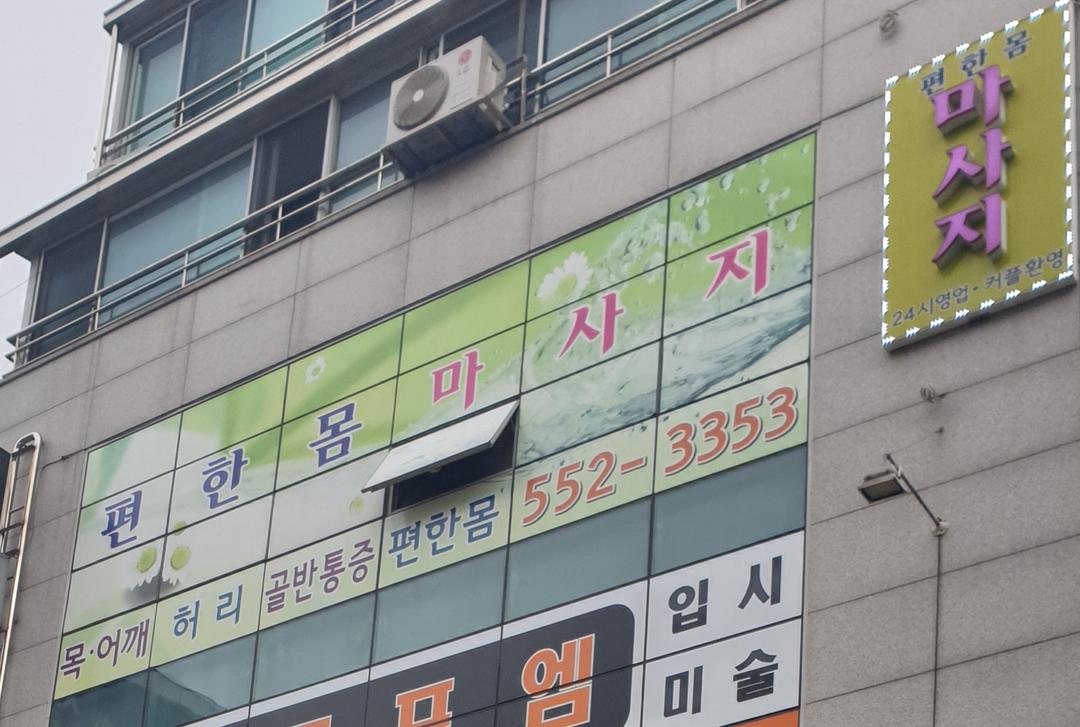 LG
편한몸
마사지
24시영업·커플환영
편한몸마사지
목·어깨 허리 골반통증 편한몸 552-3353
엠
입시
미술